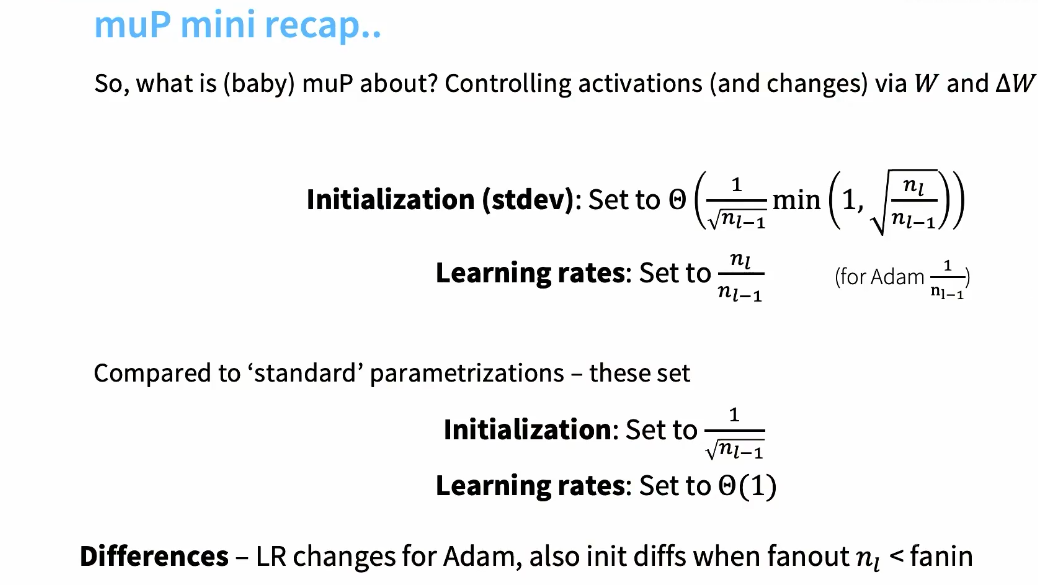 muP mini recap..
So, what is (baby) muP about? Controlling activations (and changes) via W and ΔW
Initialization (stdev): Set to Θ(1/√n_{l−1} min(1, √(n_l/n_{l−1})))
Learning rates: Set to n_l/n_{l−1} (for Adam 1/n_{l−1})
Compared to ‘standard’ parametrizations – these set
Initialization: Set to 1/√n_{l−1}
Learning rates: Set to Θ(1)
Differences – LR changes for Adam, also init diffs when fanout n_l < fanin